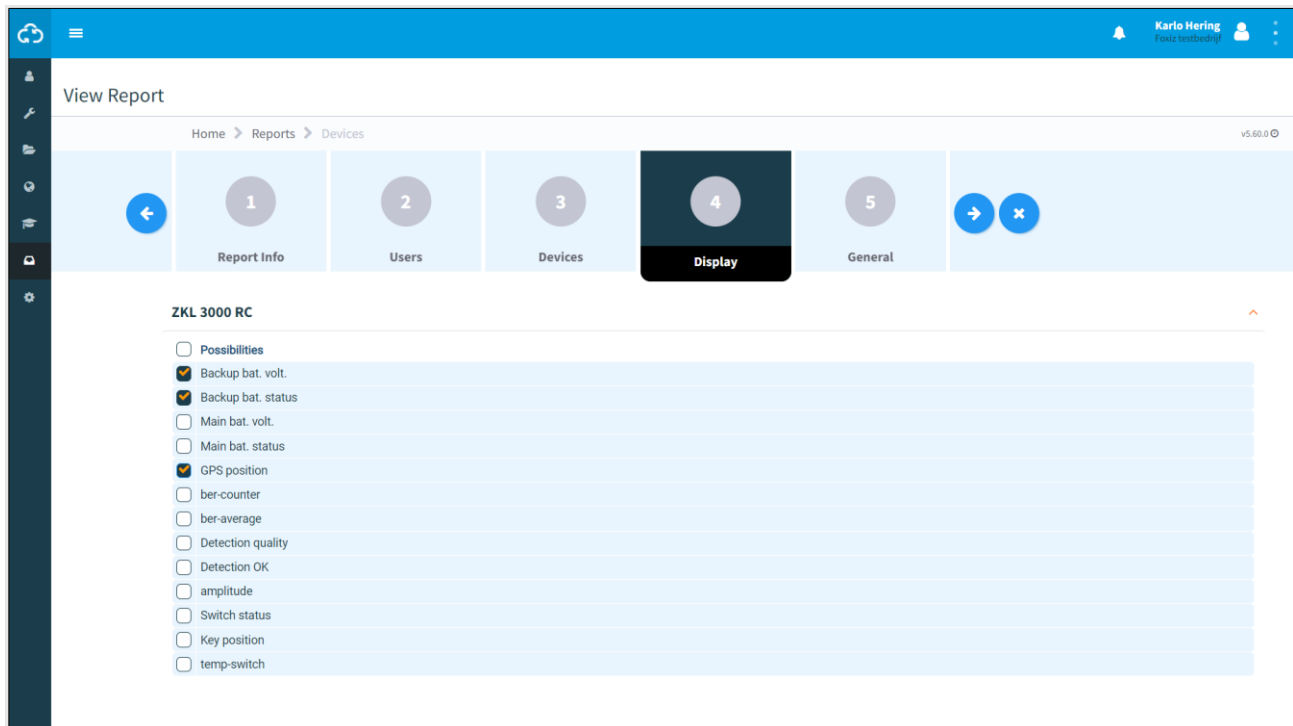 Karlo Hering
Foxiz testbedrijf
View Report
Home Reports Devices
v5.60.0
1 2 3 4 5
Report Info Users Devices Display General
ZKL 3000 RC
Possibilities
Backup bat. volt.
Backup bat. status
Main bat. volt.
Main bat. status
GPS position
ber-counter
ber-average
Detection quality
Detection OK
amplitude
Switch status
Key position
temp-switch